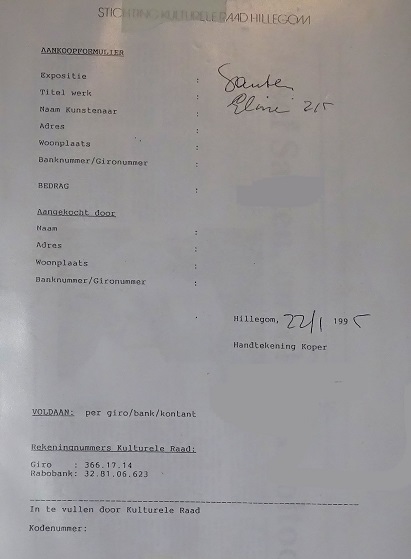 STICHTING KULTURELE RAAD HILLEGOM
AANKOOPFORMULIER
Expositie :
Titel werk :
Naam Kunstenaar :
Adres :
Woonplaats :
Banknummer/Gironummer :
BEDRAG :
Aangekocht door
Naam :
Adres :
Woonplaats :
Banknummer/Gironummer :
Hillegom, 22/1 1995
Handtekening Koper
VOLDAAN: per giro/bank/kontant
Rekeningnummers Kulturele Raad:
Giro : 366.17.14
Rabobank: 32.81.06.623
In te vullen door Kulturele Raad
Kodenummer: